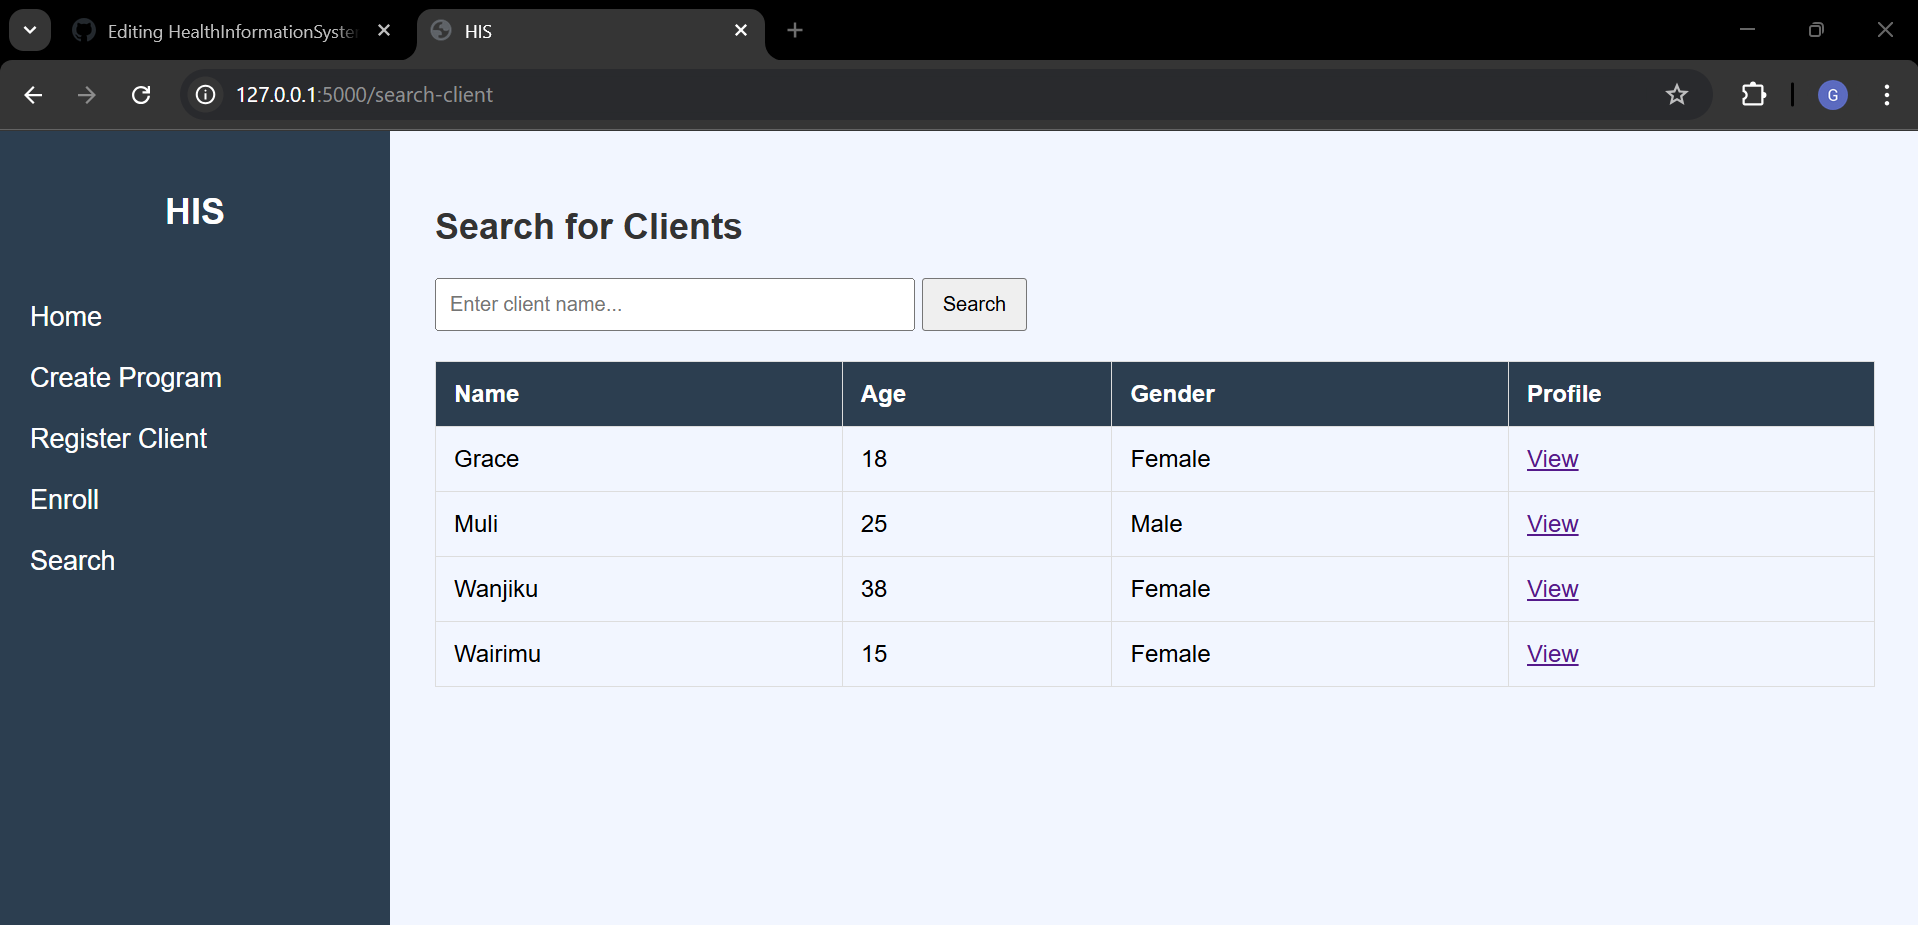 Editing HealthInformationSyste
HIS
127.0.0.1:5000/search-client
G
HIS
Home
Create Program
Register Client
Enroll
Search
Search for Clients
Enter client name...
Search
Name Age Gender Profile
Grace 18 Female View
Muli 25 Male View
Wanjiku 38 Female View
Wairimu 15 Female View